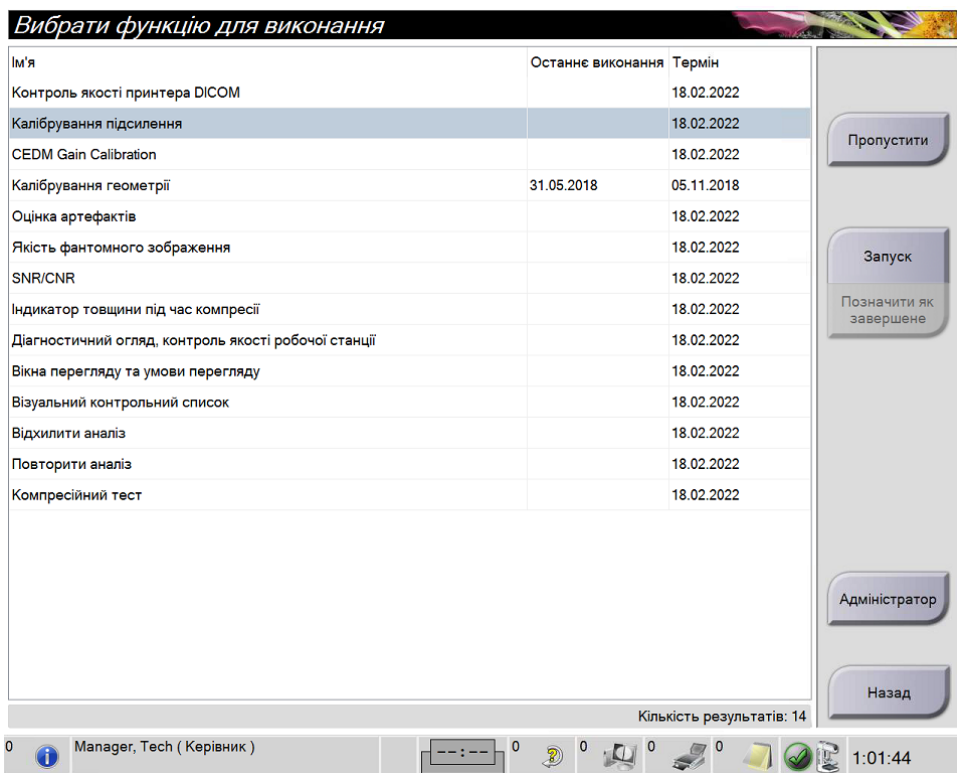 Вибрати функцію для виконання
Ім'я Останнє виконання Термін
Контроль якості принтера DICOM 18.02.2022
Калібрування підсилення 18.02.2022
CEDM Gain Calibration 18.02.2022
Калібрування геометрії 31.05.2018 05.11.2018
Оцінка артефактів 18.02.2022
Якість фантомного зображення 18.02.2022
SNR/CNR 18.02.2022
Індикатор товщини під час компресії 18.02.2022
Діагностичний огляд, контроль якості робочої станції 18.02.2022
Вікна перегляду та умови перегляду 18.02.2022
Візуальний контрольний список 18.02.2022
Відхилити аналіз 18.02.2022
Повторити аналіз 18.02.2022
Компресійний тест 18.02.2022
Кількість результатів: 14
Пропустити
Запуск
Позначити як
завершене
Адміністратор
Назад
0 Manager, Tech ( Керівник ) --:-- 0 0 0 0 1:01:44